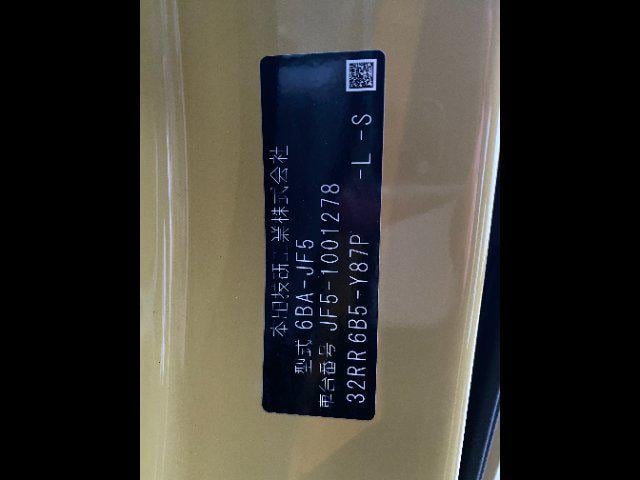 本田技研工業株式会社
型式 6BA-JF5
車台番号 JF5-1001278
32RR6B5-Y87P -L -S